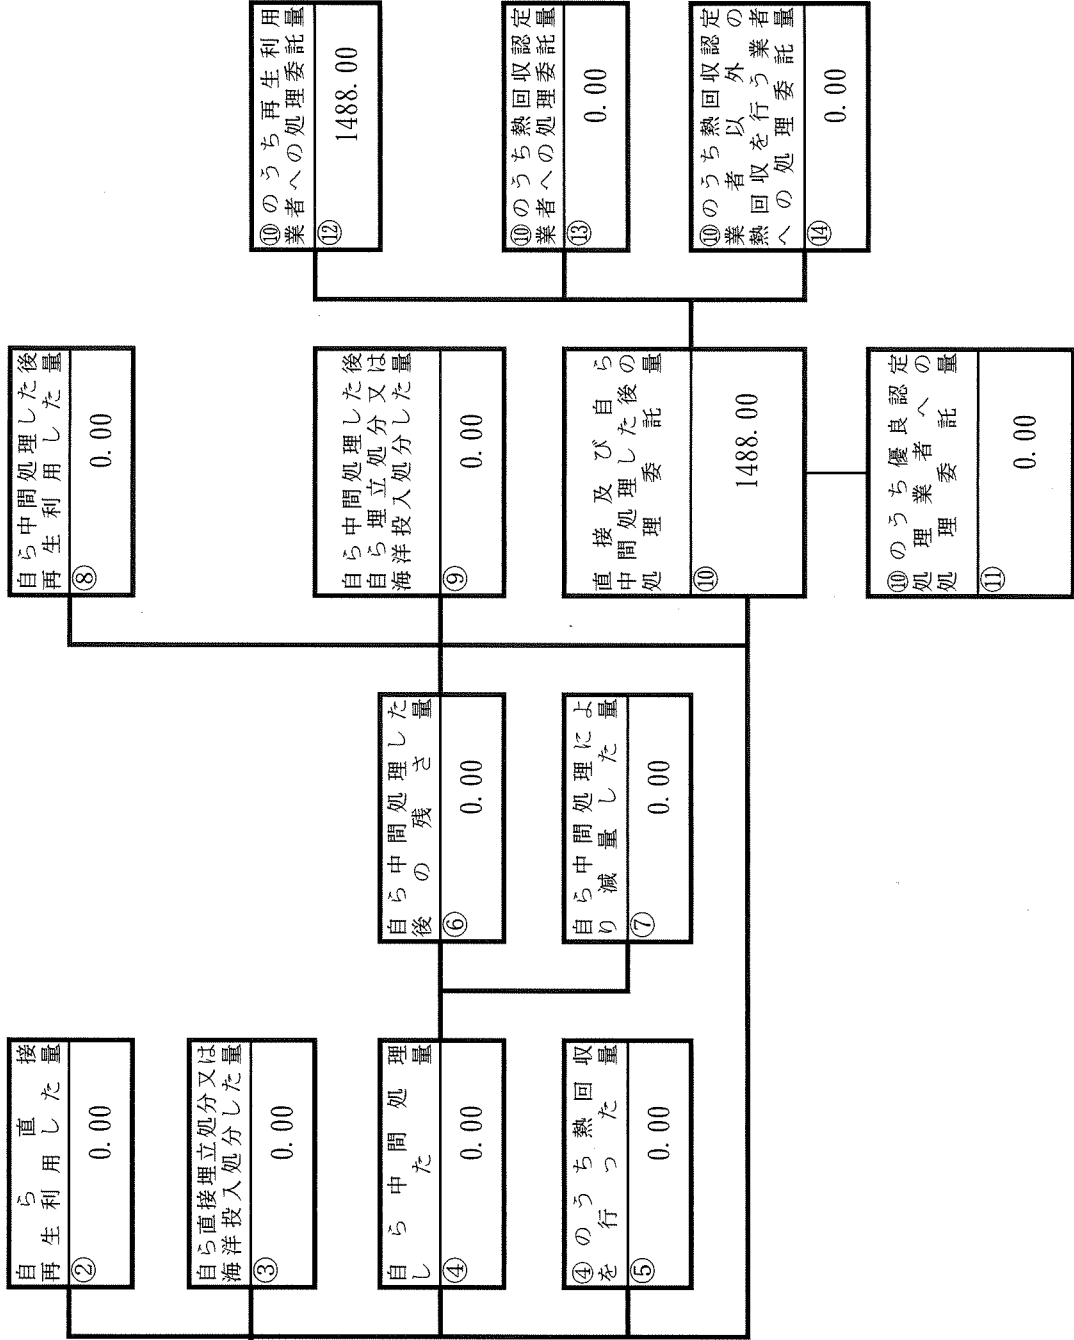 自ら直接
再生利用した量
②
0.00
自ら直接埋立処分又は
海洋投入処分した量
③
0.00
自ら中間処理
した量
④
0.00
④のうち熱回収
を行った量
⑤
0.00
自ら中間処理した
後の残さ量
⑥
0.00
自ら中間処理によ
り減量した量
⑦
0.00
自ら中間処理した後
再生利用した量
⑧
0.00
自ら中間処理した後
自ら埋立処分又は
海洋投入処分した量
⑨
0.00
直接及び自ら
中間処理した後の
処理委託量
⑩
1488.00
⑩のうち優良認定
処理業者への
処理委託量
⑪
0.00
⑩のうち再生利用
業者への処理委託量
⑫
1488.00
⑩のうち熱回収認定
業者への処理委託量
⑬
0.00
⑩のうち熱回収認定
業者以外の
熱回収を行う業者
への処理委託量
⑭
0.00